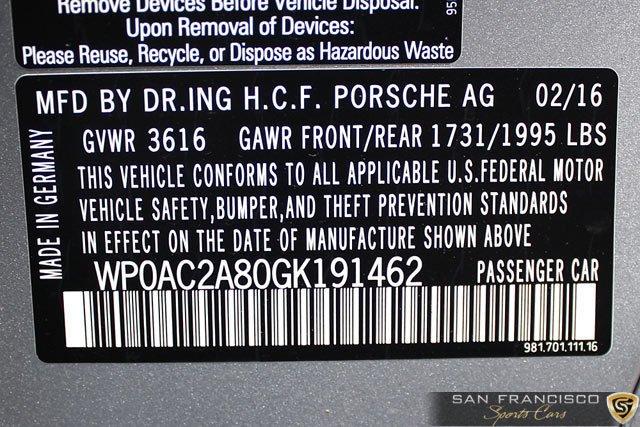 Remove Devices Before Vehicle Disposal.
Upon Removal of Devices:
Please Reuse, Recycle, or Dispose as Hazardous Waste
95
MFD BY DR.ING H.C.F. PORSCHE AG 02/16
GVWR 3616 GAWR FRONT/REAR 1731/1995 LBS
THIS VEHICLE CONFORMS TO ALL APPLICABLE U.S.FEDERAL MOTOR
VEHICLE SAFETY,BUMPER,AND THEFT PREVENTION STANDARDS
IN EFFECT ON THE DATE OF MANUFACTURE SHOWN ABOVE
WP0AC2A80GK191462 PASSENGER CAR
MADE IN GERMANY
981.701.111.16
SAN FRANCISCO
Sports Cars